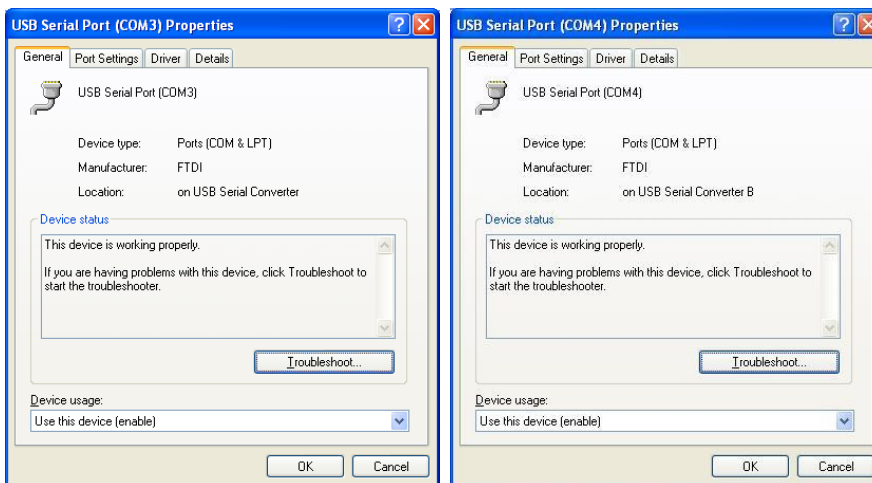 USB Serial Port (COM3) Properties
General Port Settings Driver Details
USB Serial Port (COM3)
Device type: Ports (COM & LPT)
Manufacturer: FTDI
Location: on USB Serial Converter
Device status
This device is working properly.
If you are having problems with this device, click Troubleshoot to
start the troubleshooter.
Troubleshoot...
Device usage:
Use this device (enable)
OK Cancel
USB Serial Port (COM4) Properties
General Port Settings Driver Details
USB Serial Port (COM4)
Device type: Ports (COM & LPT)
Manufacturer: FTDI
Location: on USB Serial Converter B
Device status
This device is working properly.
If you are having problems with this device, click Troubleshoot to
start the troubleshooter.
Troubleshoot...
Device usage:
Use this device (enable)
OK Cancel